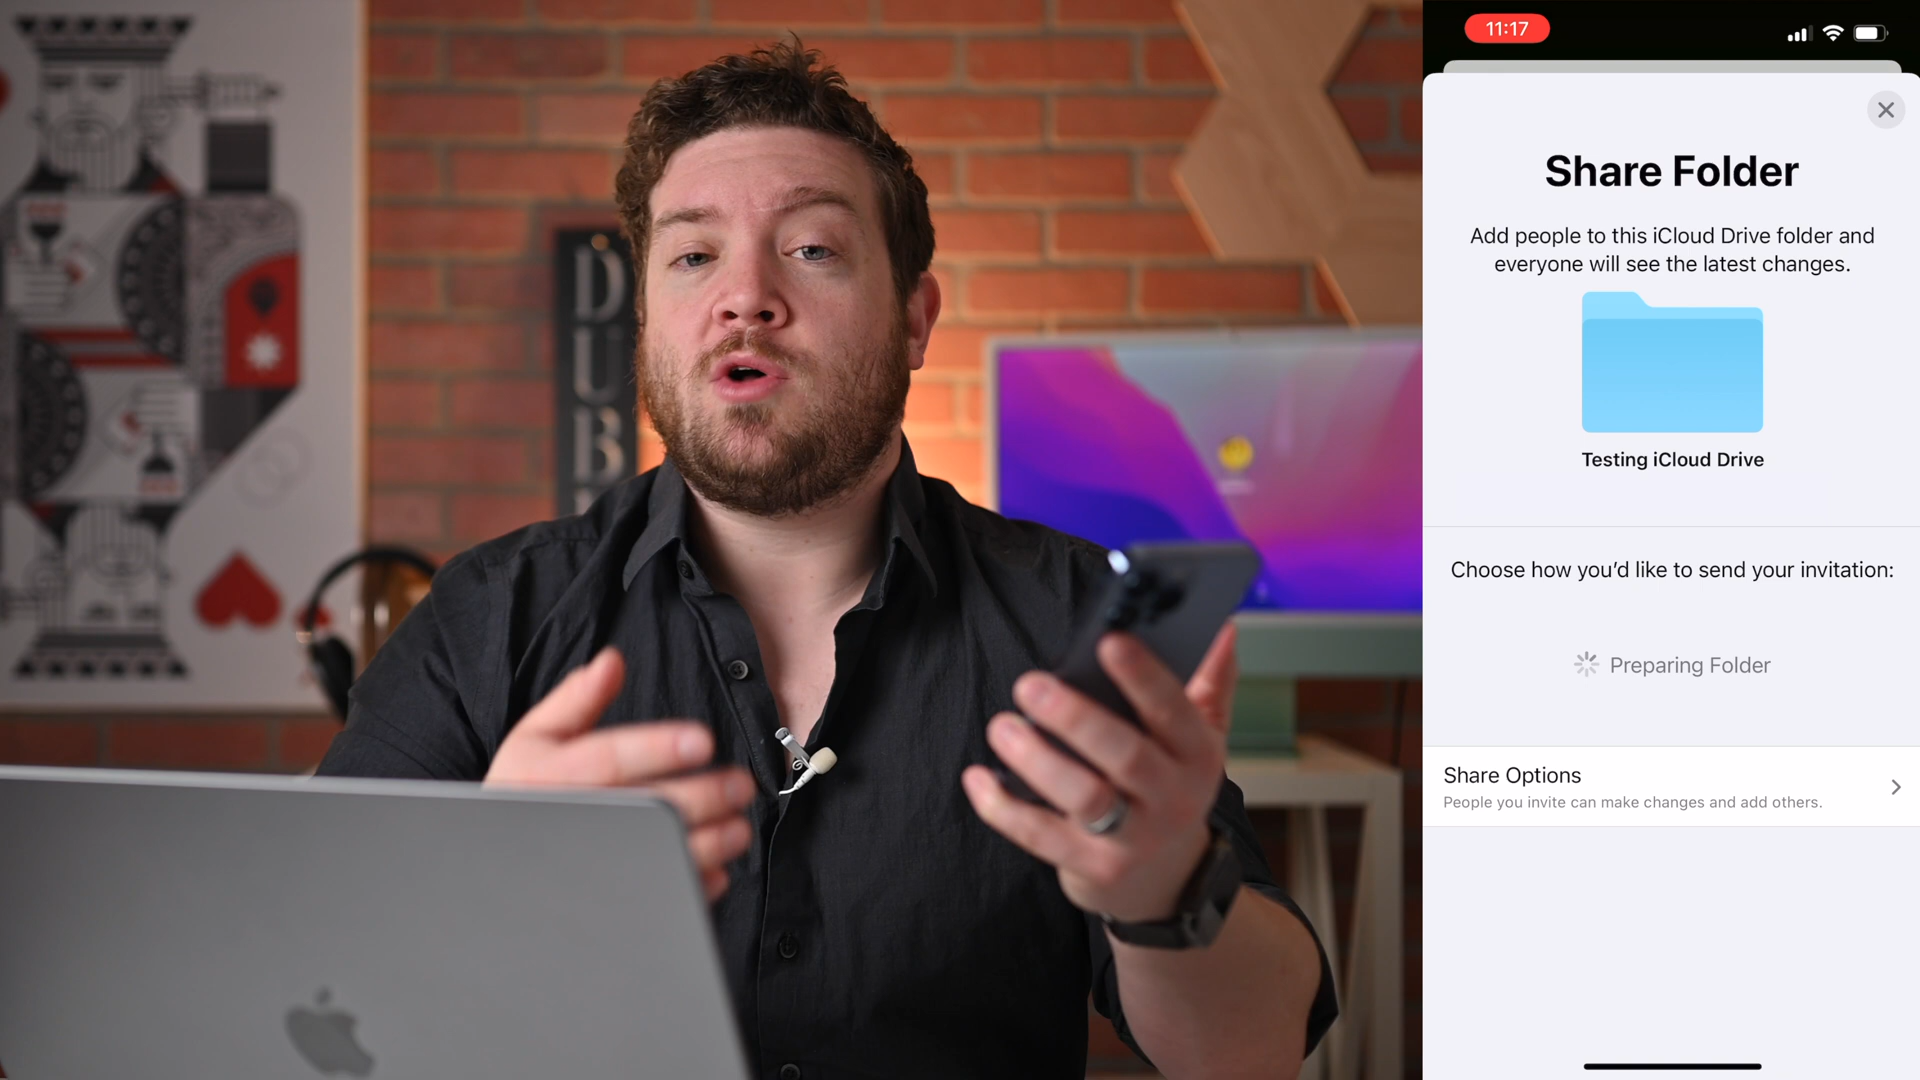 11:17
Share Folder
Add people to this iCloud Drive folder and
everyone will see the latest changes.
Testing iCloud Drive
Choose how you’d like to send your invitation:
Preparing Folder
Share Options
People you invite can make changes and add others.
DUB